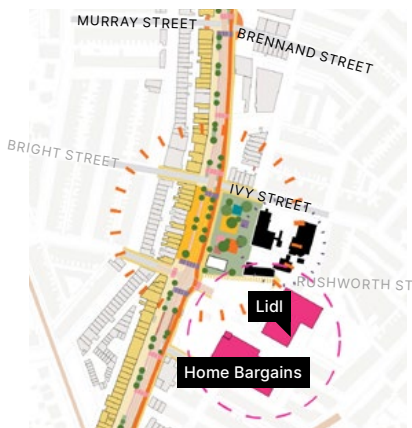 MURRAY STREET
BRENNAND STREET
BRIGHT STREET
IVY STREET
RUSHWORTH ST
Lidl
Home Bargains